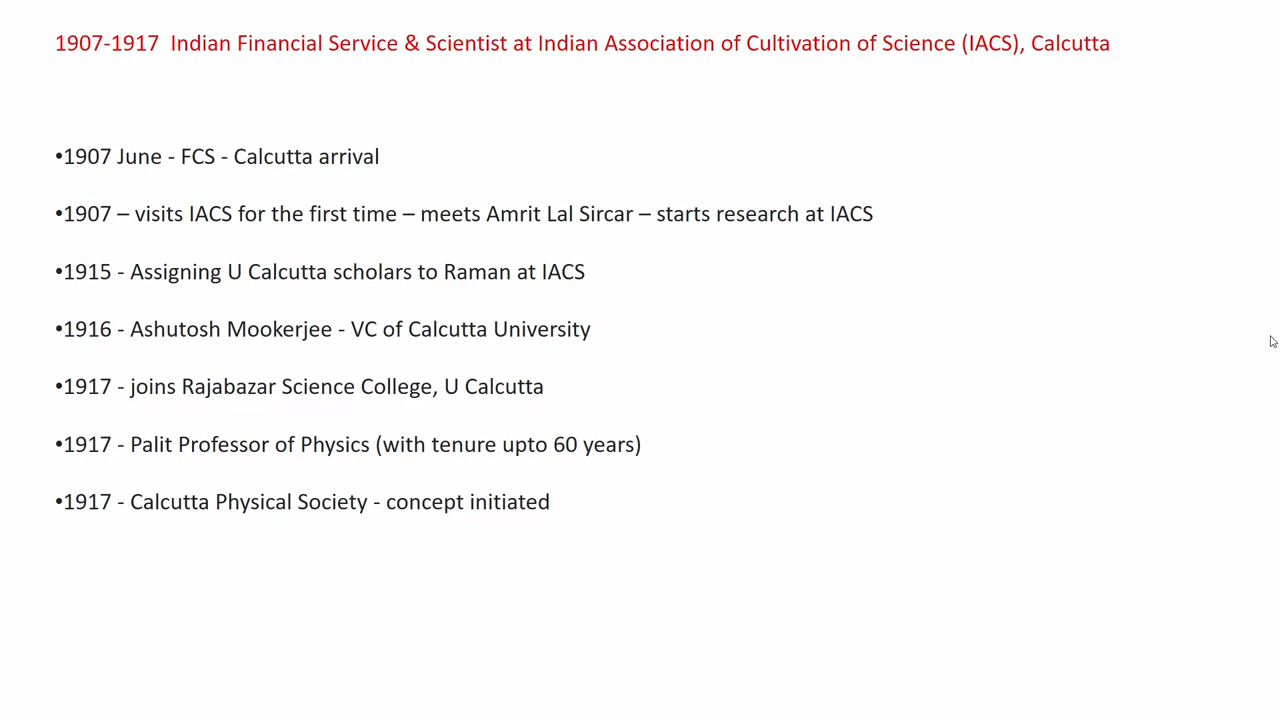 1907-1917  Indian Financial Service & Scientist at Indian Association of Cultivation of Science (IACS), Calcutta
•1907 June - FCS - Calcutta arrival
•1907 – visits IACS for the first time – meets Amrit Lal Sircar – starts research at IACS
•1915 - Assigning U Calcutta scholars to Raman at IACS
•1916 - Ashutosh Mookerjee - VC of Calcutta University
•1917 - joins Rajabazar Science College, U Calcutta
•1917 - Palit Professor of Physics (with tenure upto 60 years)
•1917 - Calcutta Physical Society - concept initiated